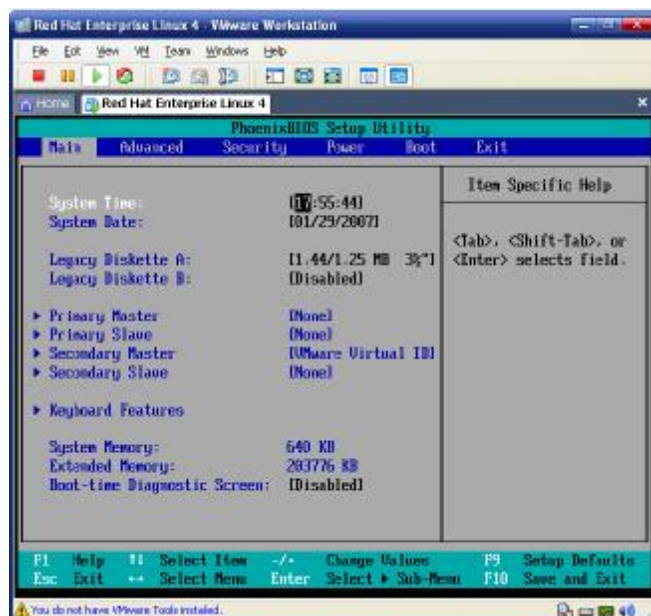 Red Hat Enterprise Linux 4 - VMware Workstation
File Edit View VM Team Windows Help
Home Red Hat Enterprise Linux 4
PhoenixBIOS Setup Utility
Main Advanced Security Power Boot Exit
Item Specific Help
System Time: [17:55:44]
System Date: [01/29/2007]
<Tab>, <Shift-Tab>, or
<Enter> selects field.
Legacy Diskette A: [1.44/1.25 MB 3½"]
Legacy Diskette B: [Disabled]
Primary Master [None]
Primary Slave [None]
Secondary Master [VMware Virtual ID]
Secondary Slave [None]
Keyboard Features
System Memory: 640 KB
Extended Memory: 203776 KB
Boot-time Diagnostic Screen: [Disabled]
F1 Help ↑↓ Select Item -/+ Change Values F9 Setup Defaults
Esc Exit ↔ Select Menu Enter Select ▸ Sub-Menu F10 Save and Exit
You do not have VMware Tools installed.